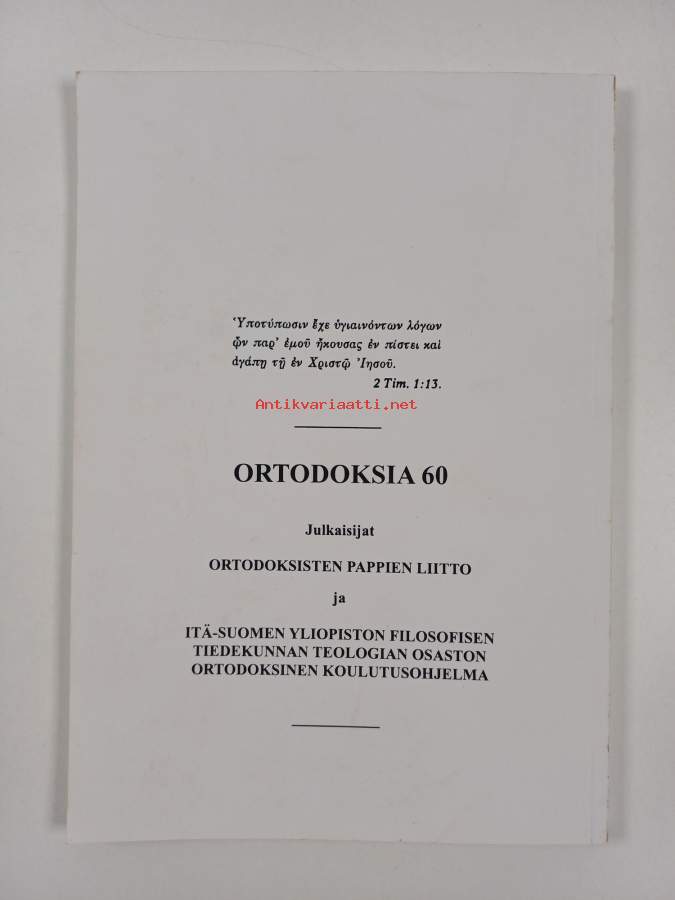 Ὑποτύπωσιν ἔχε ὑγιαινόντων λόγων
ὧν παρ' ἐμοῦ ἤκουσας ἐν πίστει καὶ
ἀγάπῃ τῇ ἐν Χριστῷ Ἰησοῦ.
2 Tim. 1:13.
Antikvariaatti.net
ORTODOKSIA 60
Julkaisijat
ORTODOKSISTEN PAPPIEN LIITTO
ja
ITÄ-SUOMEN YLIOPISTON FILOSOFISEN
TIEDEKUNNAN TEOLOGIAN OSASTON
ORTODOKSINEN KOULUTUSOHJELMA